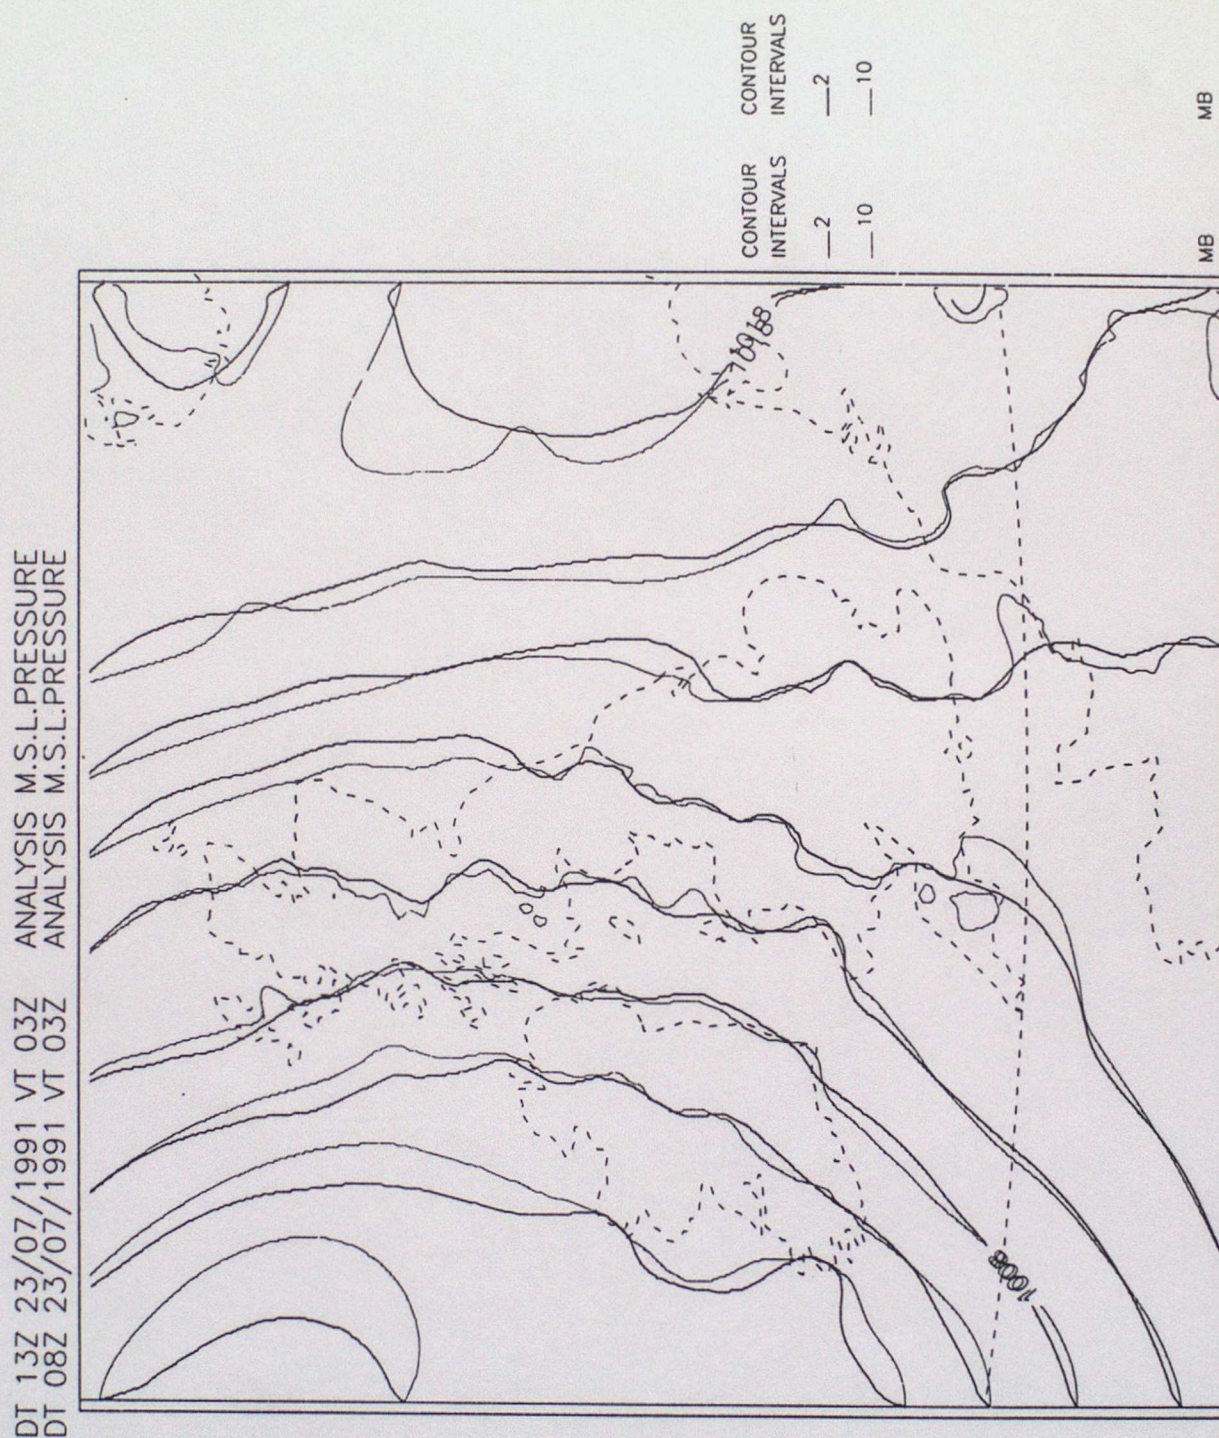 DT 13Z 23/07/1991 VT 03Z ANALYSIS M.S.L.PRESSURE
DT 08Z 23/07/1991 VT 03Z ANALYSIS M.S.L.PRESSURE
CONTOUR
INTERVALS
2
10
MB
CONTOUR
INTERVALS
2
10
MB